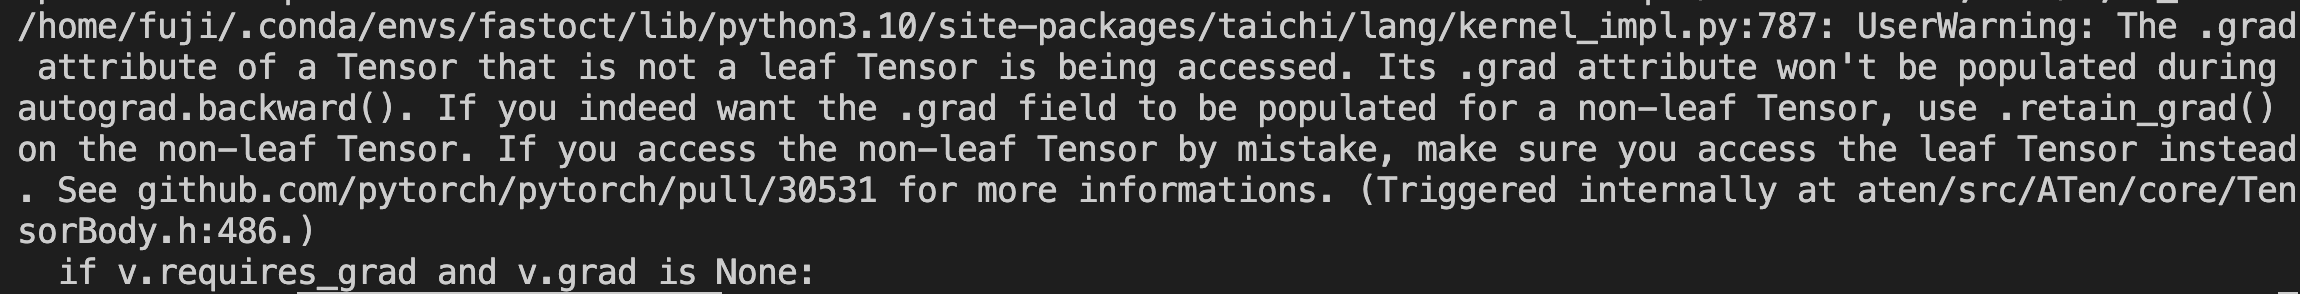 /home/fuji/.conda/envs/fastoct/lib/python3.10/site-packages/taichi/lang/kernel_impl.py:787: UserWarning: The .grad
 attribute of a Tensor that is not a leaf Tensor is being accessed. Its .grad attribute won't be populated during
autograd.backward(). If you indeed want the .grad field to be populated for a non-leaf Tensor, use .retain_grad()
on the non-leaf Tensor. If you access the non-leaf Tensor by mistake, make sure you access the leaf Tensor instead
. See github.com/pytorch/pytorch/pull/30531 for more informations. (Triggered internally at aten/src/ATen/core/Ten
sorBody.h:486.)
  if v.requires_grad and v.grad is None: